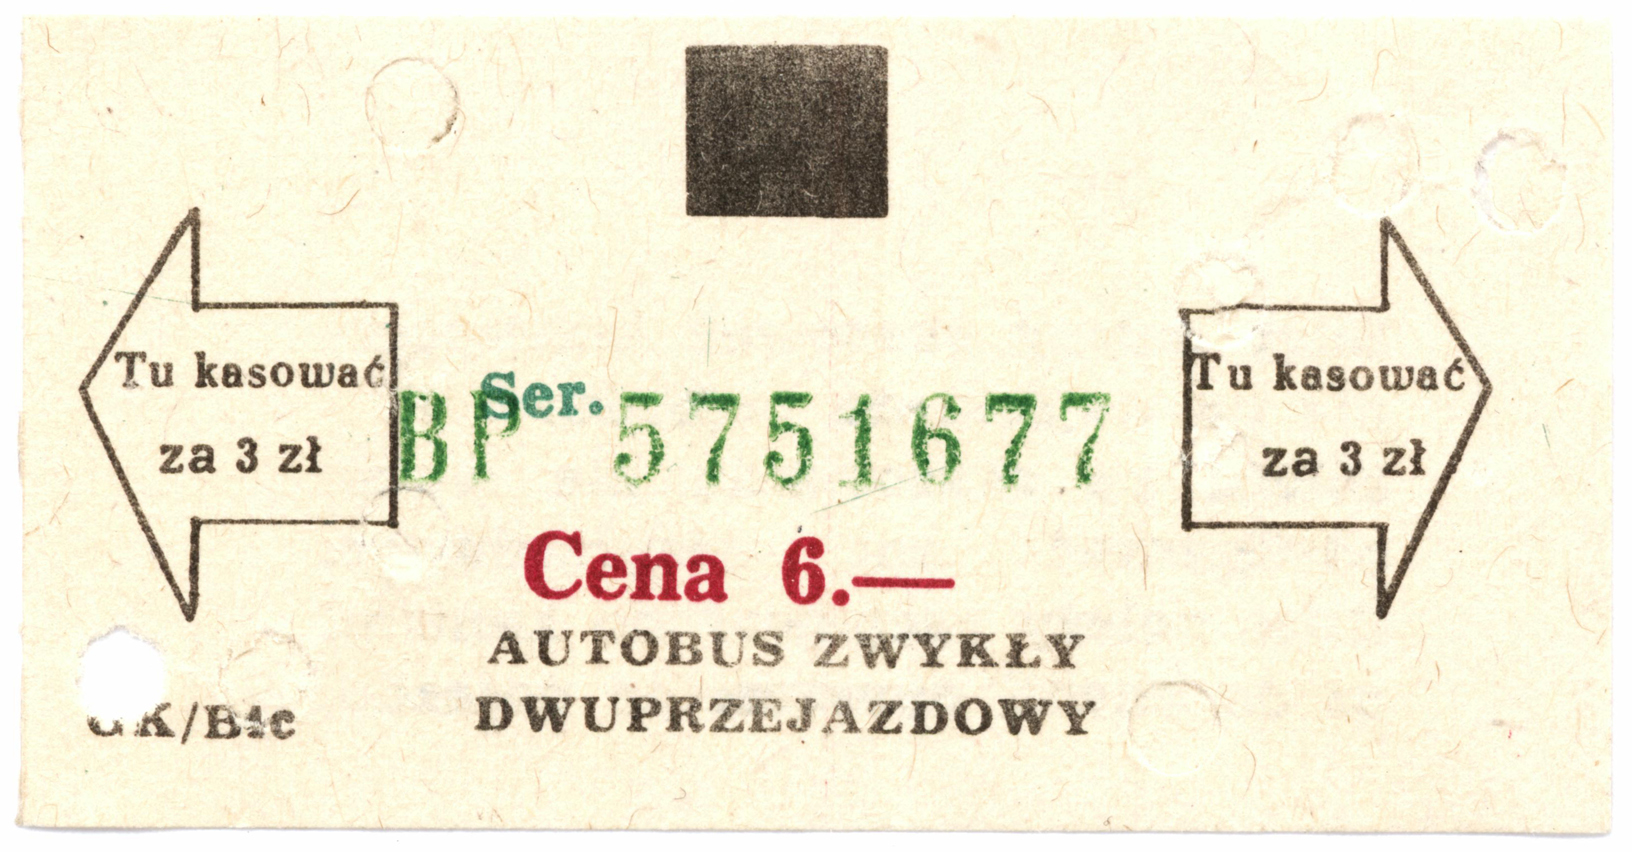 Tu kasować
za 3 zł
Ser.
BP 5751677
Tu kasować
za 3 zł
Cena 6.—
AUTOBUS ZWYKŁY
DWUPRZEJAZDOWY